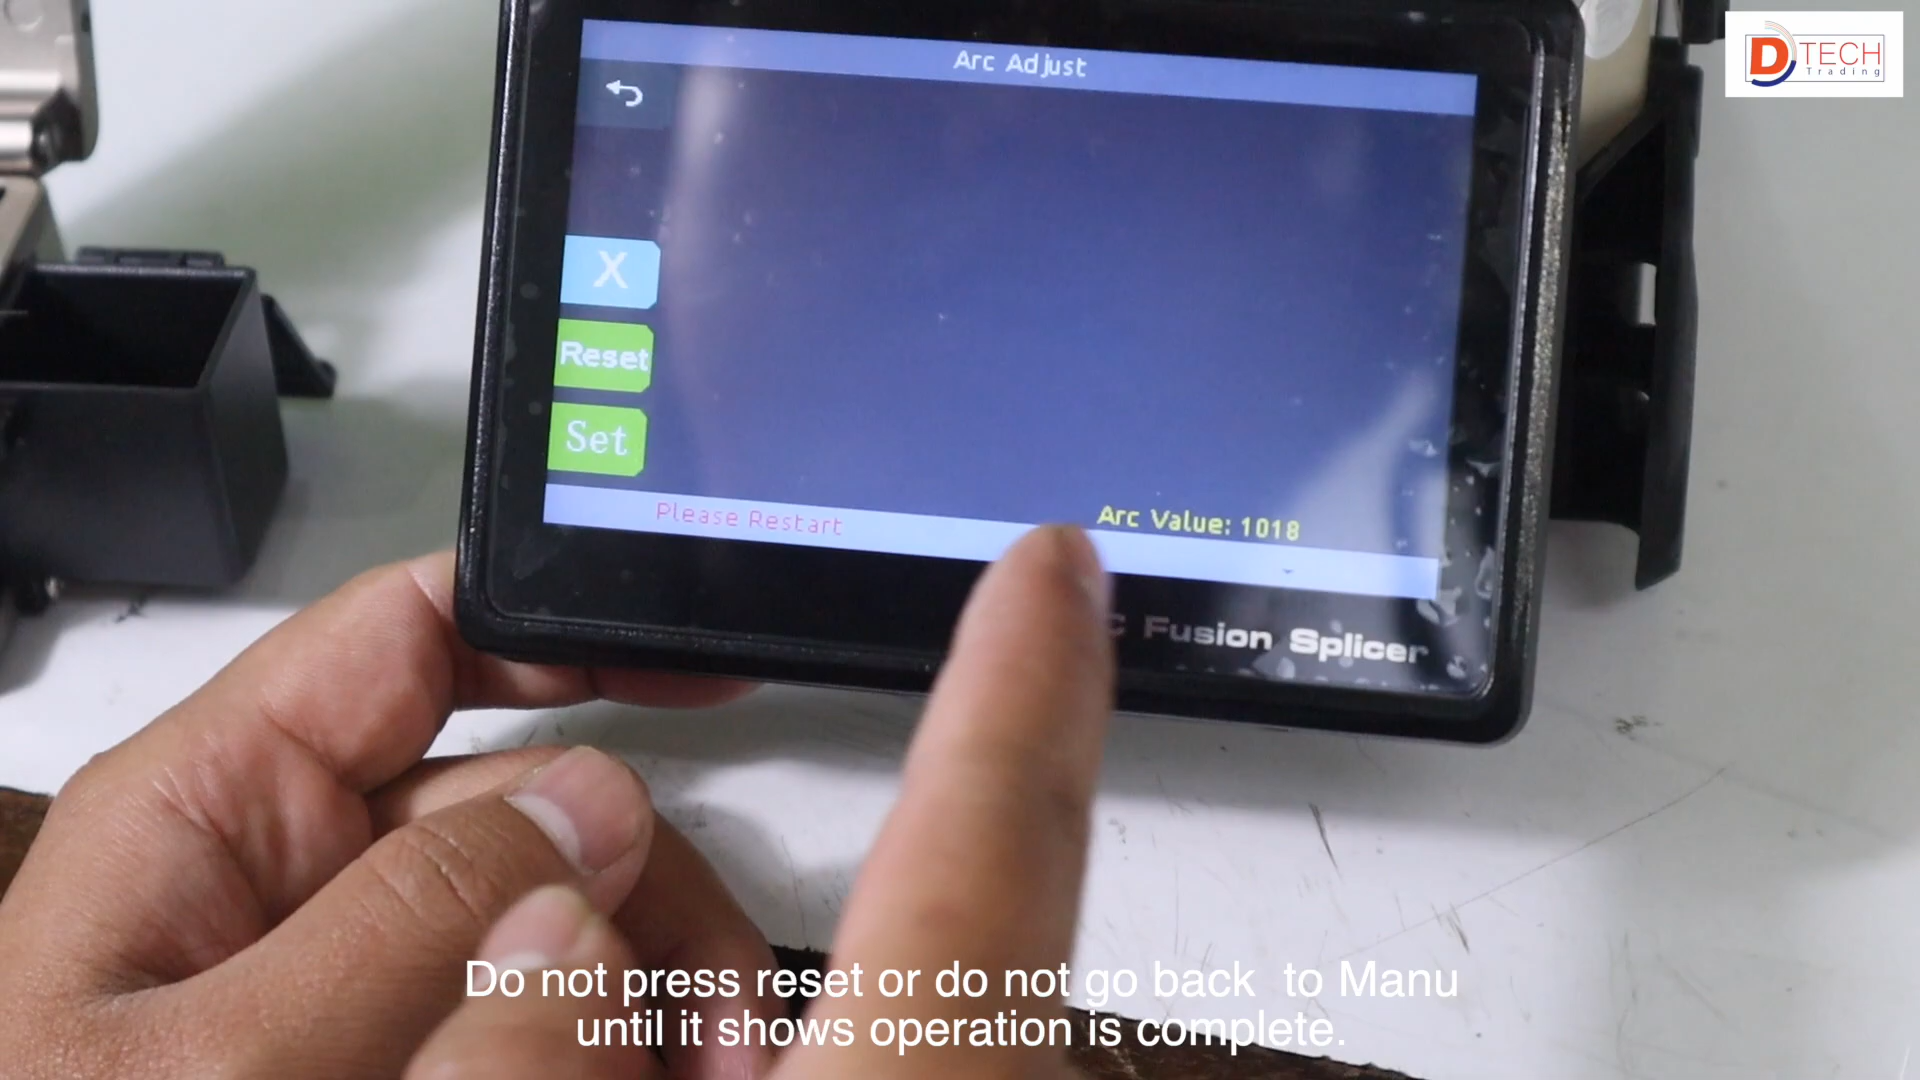 Arc Adjust
DTECH
Trading
X
Reset
Set
Please Restart
Arc Value: 1018
C Fusion Splicer
Do not press reset or do not go back to Manu
until it shows operation is complete.